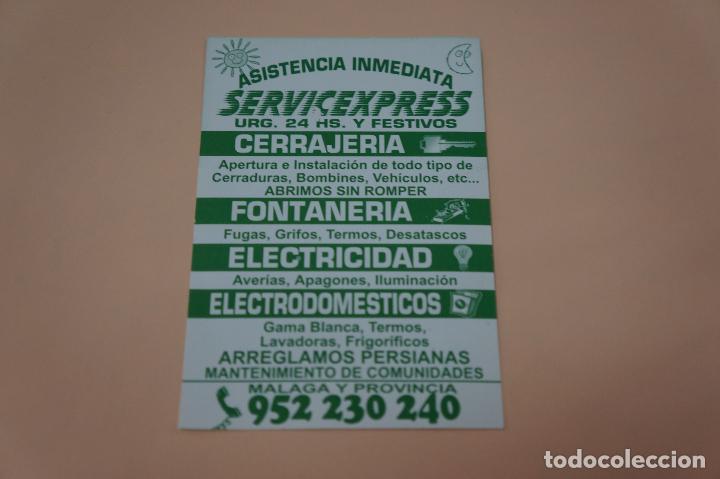 ASISTENCIA INMEDIATA
SERVICEXPRESS
URG. 24 HS. Y FESTIVOS
CERRAJERIA
Apertura e Instalación de todo tipo de
Cerraduras, Bombines, Vehiculos, etc...
ABRIMOS SIN ROMPER
FONTANERIA
Fugas, Grifos, Termos, Desatascos
ELECTRICIDAD
Averías, Apagones, Iluminación
ELECTRODOMESTICOS
Gama Blanca, Termos,
Lavadoras, Frigoríficos
ARREGLAMOS PERSIANAS
MANTENIMIENTO DE COMUNIDADES
MALAGA Y PROVINCIA
952 230 240
todocoleccion